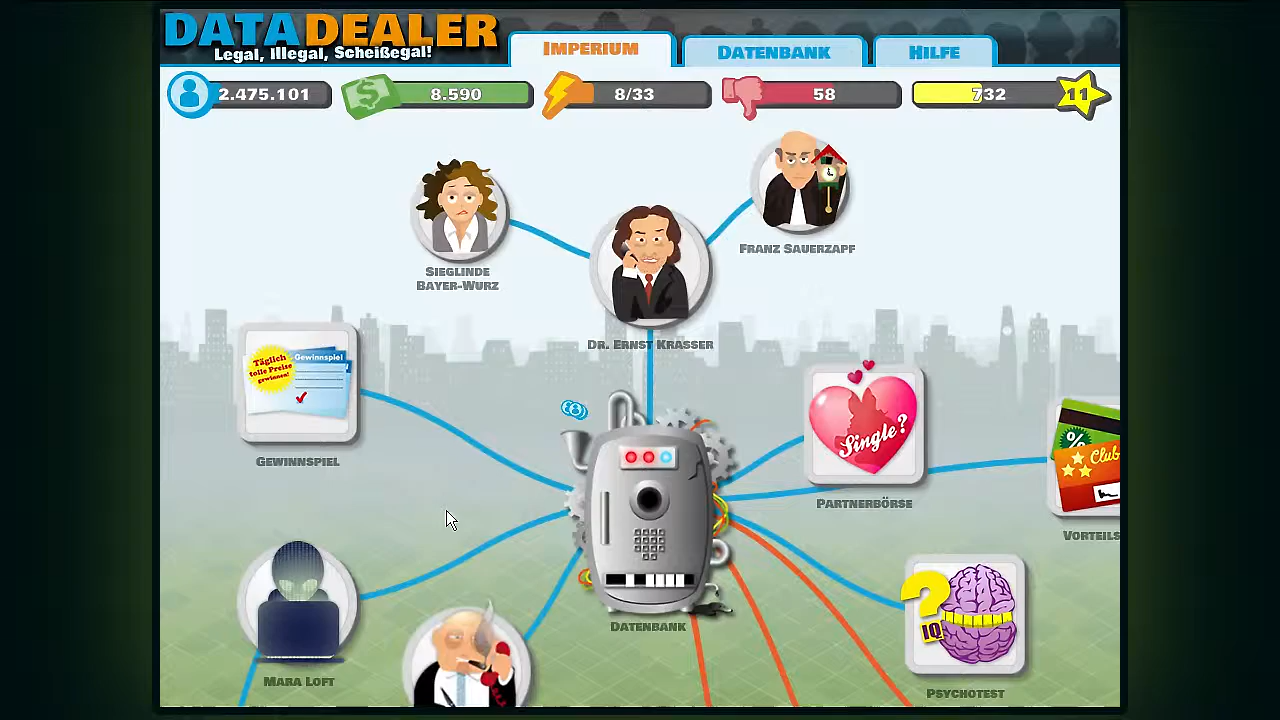 DATADEALER
Legal, Illegal, Scheißegal!
IMPERIUM
DATENBANK
HILFE
2.475.101
$
8.590
8/33
58
732
11
SIEGLINDE
BAYER-WURZ
FRANZ SAUERZAPF
DR. ERNST KRASSER
Täglich
tolle Preise
gewinnen!
Gewinnspiel
GEWINNSPIEL
Single?
PARTNERBÖRSE
%
Club
VORTEILS
DATENBANK
MARA LOFT
?
IQ
PSYCHOTEST